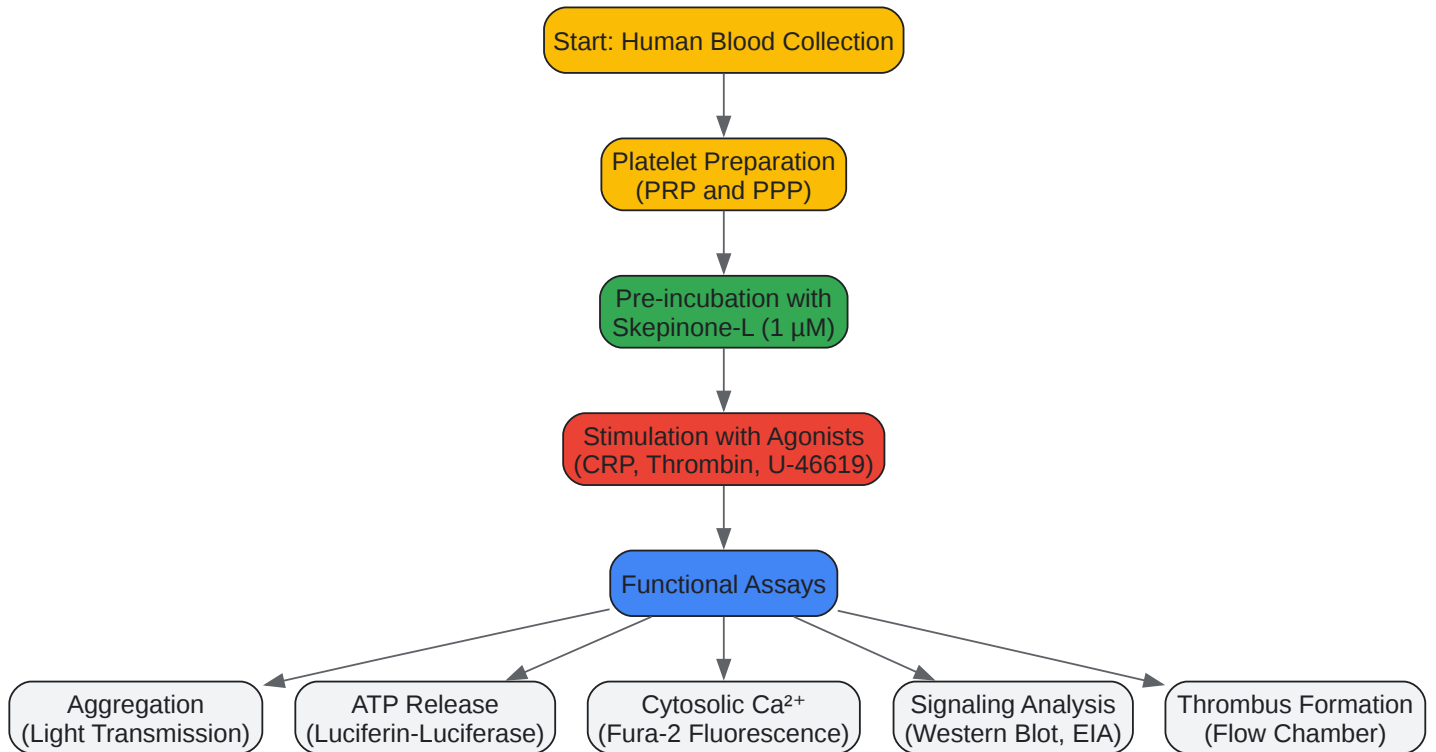 Start: Human Blood Collection
Platelet Preparation
(PRP and PPP)
Pre-incubation with
Skepinone-L (1 µM)
Stimulation with Agonists
(CRP, Thrombin, U-46619)
Functional Assays
Aggregation
(Light Transmission)
ATP Release
(Luciferin-Luciferase)
Cytosolic Ca²⁺
(Fura-2 Fluorescence)
Signaling Analysis
(Western Blot, EIA)
Thrombus Formation
(Flow Chamber)